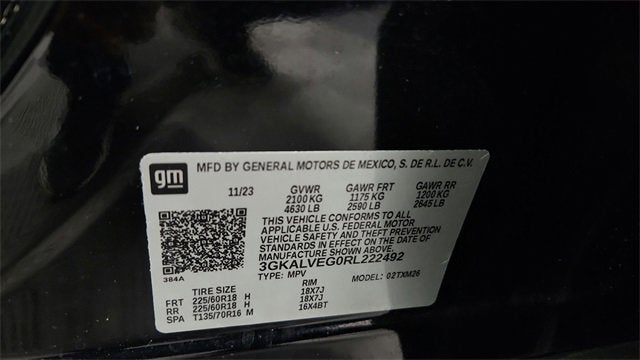 gm MFD BY GENERAL MOTORS DE MEXICO, S. DE R.L. DE C.V.
11/23 GVWR GAWR FRT GAWR RR
2100 KG 1175 KG 1200 KG
4630 LB 2590 LB 2645 LB
THIS VEHICLE CONFORMS TO ALL
APPLICABLE U.S. FEDERAL MOTOR
VEHICLE SAFETY AND THEFT PREVENTION
STANDARDS IN EFFECT ON THE DATE OF
MANUFACTURE SHOWN ABOVE.
3GKALVEG0RL222492
384A TYPE: MPV MODEL: 02TXM26
TIRE SIZE RIM
FRT 225/60R18 H 18X7J
RR 225/60R18 H 18X7J
SPA T135/70R16 M 16X4BT